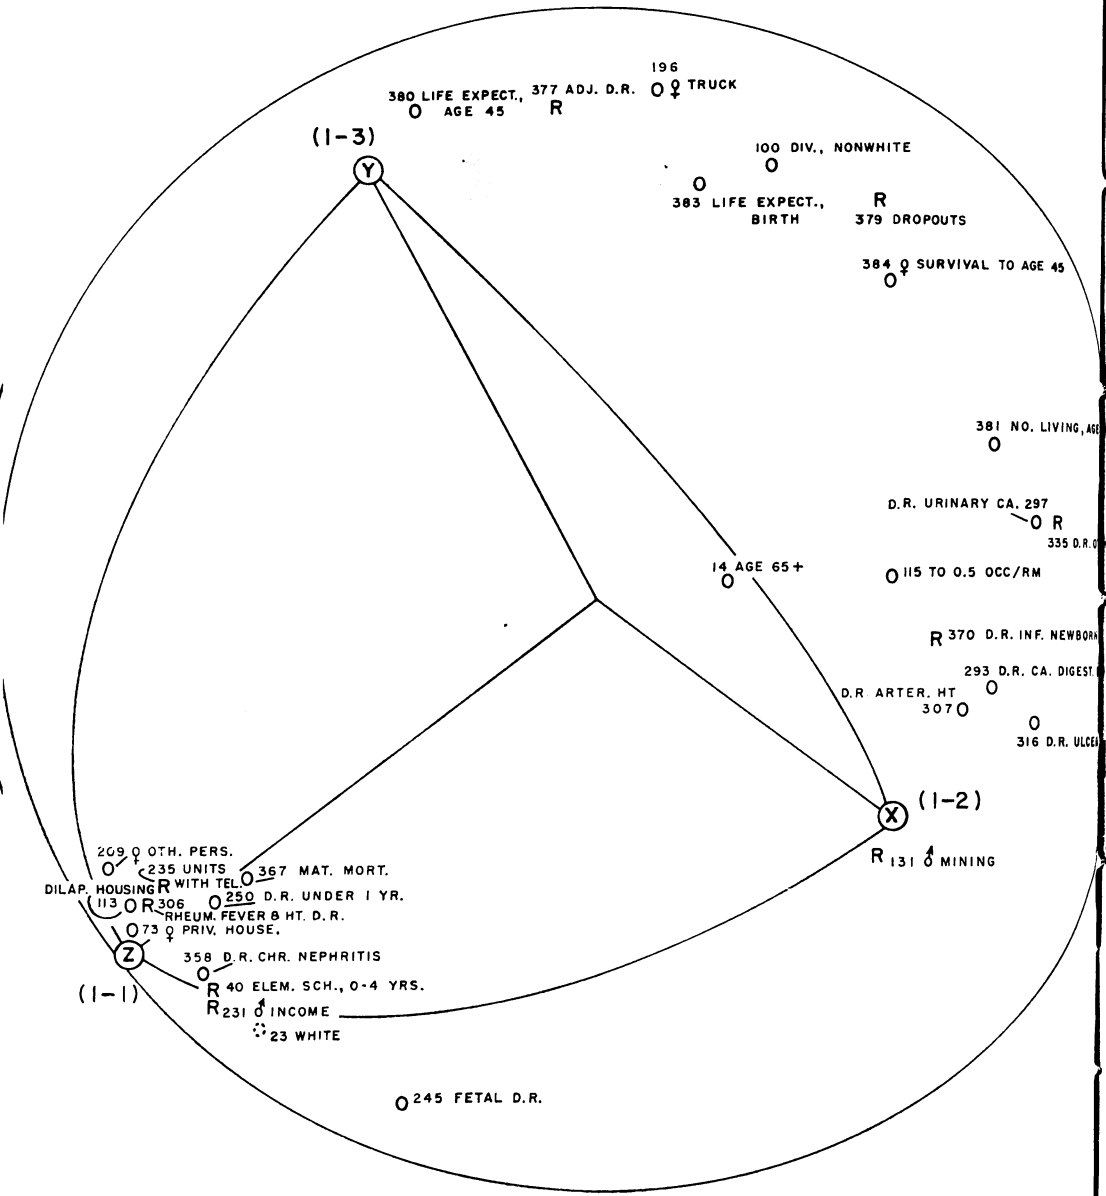 196
380 LIFE EXPECT., 377 ADJ. D.R. O ♀ TRUCK
O AGE 45 R
(1-3)
Y
100 DIV., NONWHITE
O
O
383 LIFE EXPECT.,
BIRTH
R
379 DROPOUTS
384 ♀ SURVIVAL TO AGE 45
O
381 NO. LIVING, AGE
O
D.R. URINARY CA. 297
O R
335 D.R.
14 AGE 65+
O
O 115 TO 0.5 OCC/RM
R 370 D.R. INF. NEWBORN
293 D.R. CA. DIGEST.
O
D.R ARTER. HT
307 O
O
316 D.R. ULCER
X (1-2)
R 131 ♂ MINING
209 ♀ OTH. PERS.
O
235 UNITS
R WITH TEL.
O 367 MAT. MORT.
DILAP. HOUSING
113 O
R 306
RHEUM. FEVER & HT. D.R.
O 250 D.R. UNDER 1 YR.
O 73 ♀ PRIV. HOUSE.
Z
(1-1)
358 D.R. CHR. NEPHRITIS
O
R 40 ELEM. SCH., 0-4 YRS.
R 231 ♂ INCOME
23 WHITE
O 245 FETAL D.R.